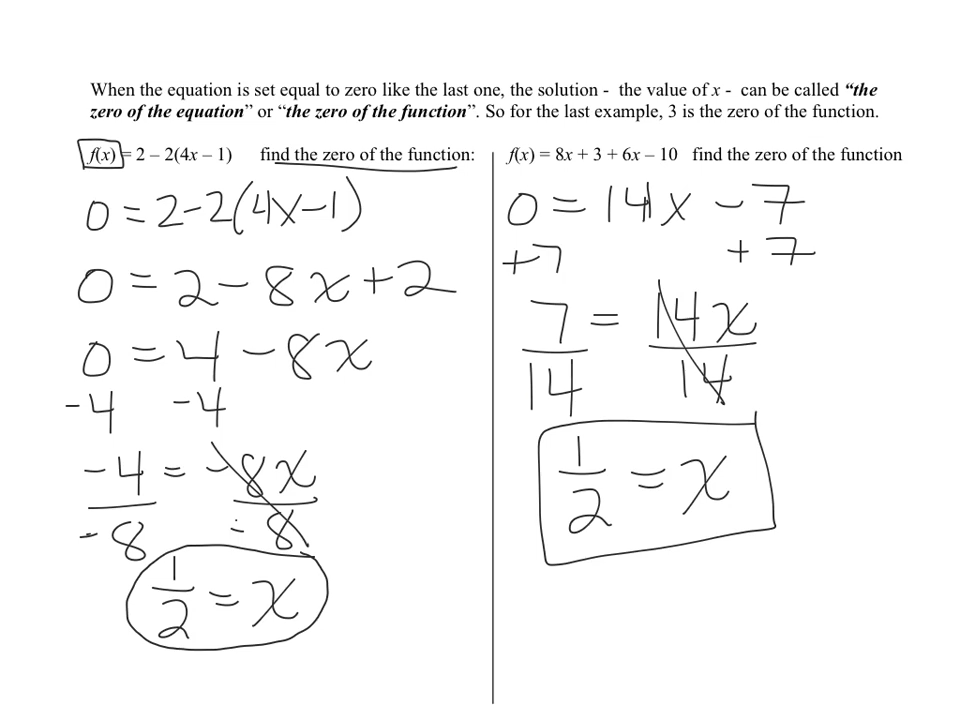 When the equation is set equal to zero like the last one, the solution - the value of x - can be called “the
zero of the equation” or “the zero of the function”. So for the last example, 3 is the zero of the function.
f(x) = 2 – 2(4x – 1) find the zero of the function:
0 = 2-2(4x-1)
0 = 2 - 8x + 2
0 = 4 - 8x
-4 -4
-4 = -8x
-8 -8
1/2 = x
f(x) = 8x + 3 + 6x – 10 find the zero of the function
0 = 14x - 7
+7 +7
7 = 14x
14 14
1/2 = x